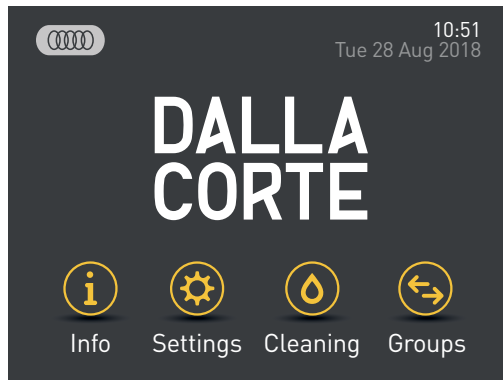 10:51
Tue 28 Aug 2018
DALLA
CORTE
Info Settings Cleaning Groups